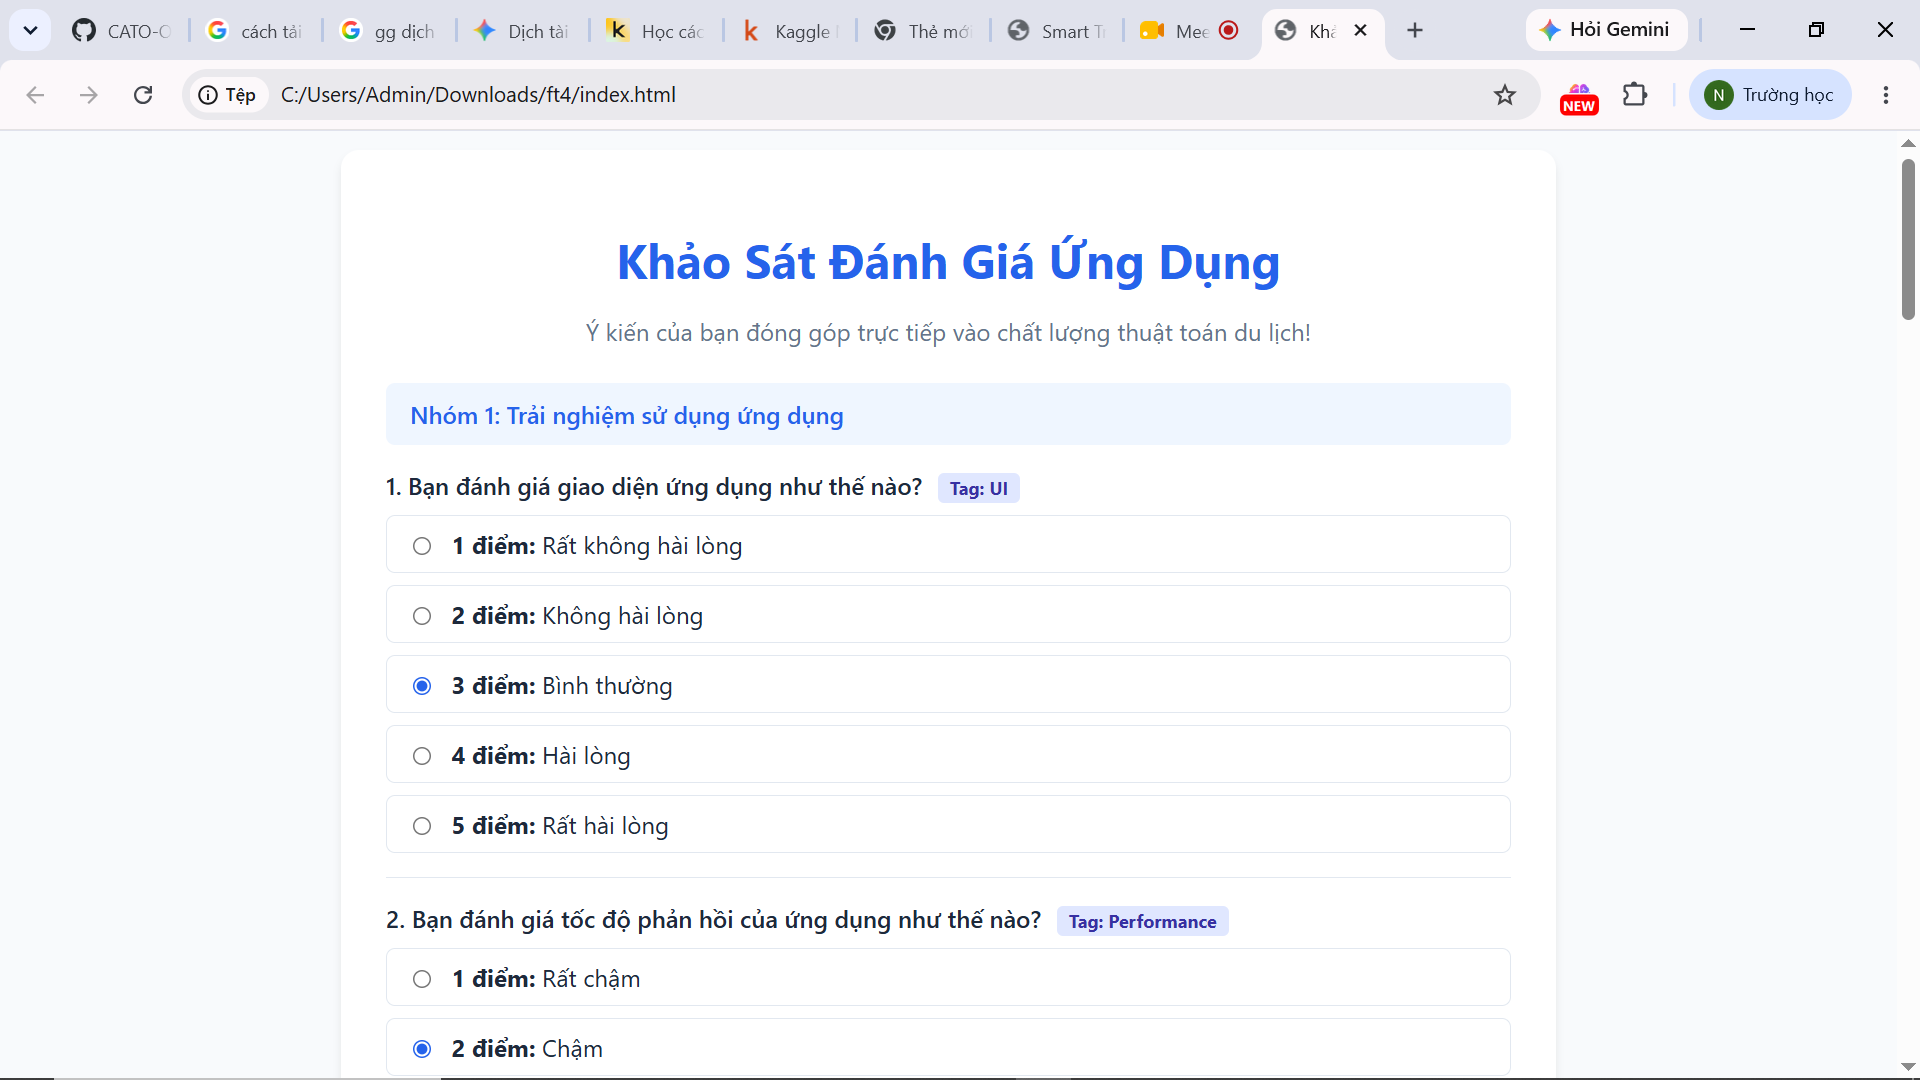 CATO-O
cách tải
gg dịch
Dịch tài
Học các
Kaggle
Thẻ mới
Smart Tr
Mee
Khả
Hỏi Gemini
Tệp
C:/Users/Admin/Downloads/ft4/index.html
NEW
N
Trường học
Khảo Sát Đánh Giá Ứng Dụng
Ý kiến của bạn đóng góp trực tiếp vào chất lượng thuật toán du lịch!
Nhóm 1: Trải nghiệm sử dụng ứng dụng
1. Bạn đánh giá giao diện ứng dụng như thế nào? Tag: UI
1 điểm: Rất không hài lòng
2 điểm: Không hài lòng
3 điểm: Bình thường
4 điểm: Hài lòng
5 điểm: Rất hài lòng
2. Bạn đánh giá tốc độ phản hồi của ứng dụng như thế nào? Tag: Performance
1 điểm: Rất chậm
2 điểm: Chậm